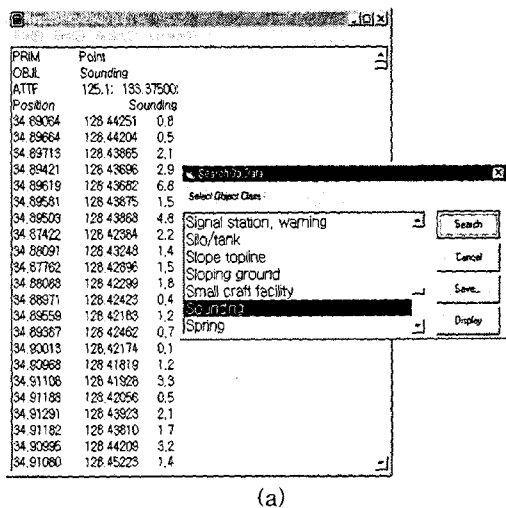 PRIM Point
OBJL Sounding
ATTF 125,1; 133,37500;
Position Sounding
34.89064 128.44251 0.8
34.89664 128.44204 0.5
34.89713 128.43865 2.1
34.89421 128.43696 2.9
34.89619 128.43682 6.8
34.89581 128.43875 1.5
34.89503 128.43868 4.8
34.87422 128.42384 2.2
34.88091 128.43248 1.4
34.87762 128.42896 1.5
34.88088 128.42299 1.8
34.88971 128.42423 0.4
34.89559 128.42183 1.2
34.89387 128.42462 0.7
34.90013 128.42174 0.1
34.90968 128.41819 1.2
34.91108 128.41928 3.3
34.91188 128.42056 0.5
34.91291 128.43923 2.1
34.91182 128.43810 1.7
34.90995 128.44209 3.2
34.91080 128.45223 1.4
Search Sp.Data
Select Object Class :
Signal station, warning
Silo/tank
Slope topline
Sloping ground
Small craft facility
Sounding
Spring
Search
Cancel
Save...
Display
(a)